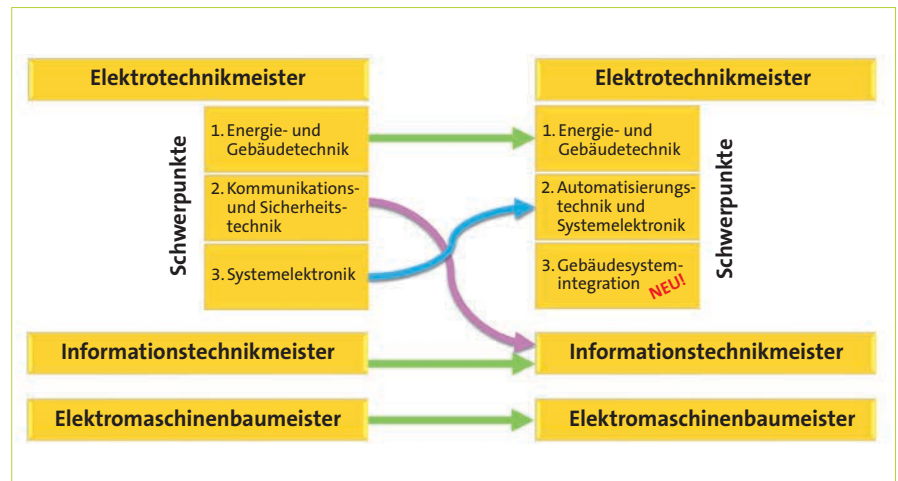 Elektrotechnikmeister
Schwerpunkte
1. Energie- und
Gebäudetechnik
2. Kommunikations-
und Sicherheits-
technik
3. Systemelektronik
Informationstechnikmeister
Elektromaschinenbaumeister
Elektrotechnikmeister
1. Energie- und
Gebäudetechnik
2. Automatisierungs-
technik und
Systemelektronik
3. Gebäudesystem-
integration NEU!
Schwerpunkte
Informationstechnikmeister
Elektromaschinenbaumeister